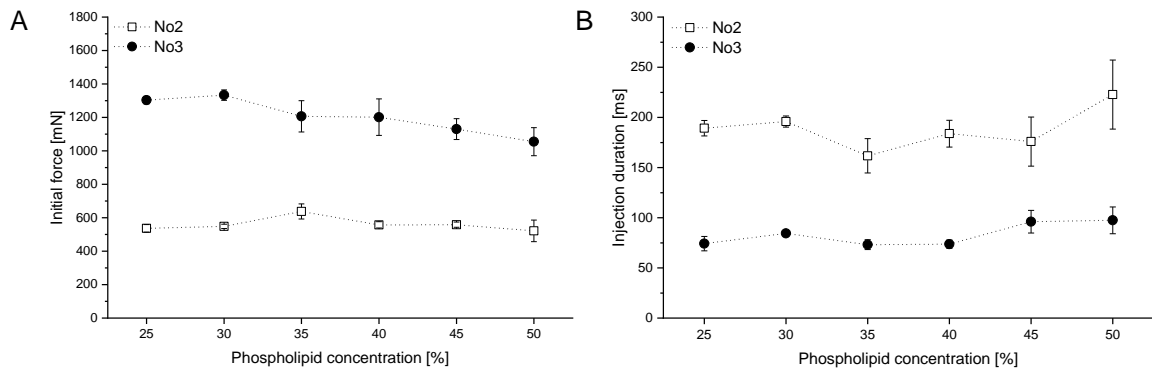 A
No2
No3
Initial force [mN]
1800
1600
1400
1200
1000
800
600
400
200
0
25 30 35 40 45 50
Phospholipid concentration [%]
B
No2
No3
Injection duration [ms]
300
250
200
150
100
50
0
25 30 35 40 45 50
Phospholipid concentration [%]